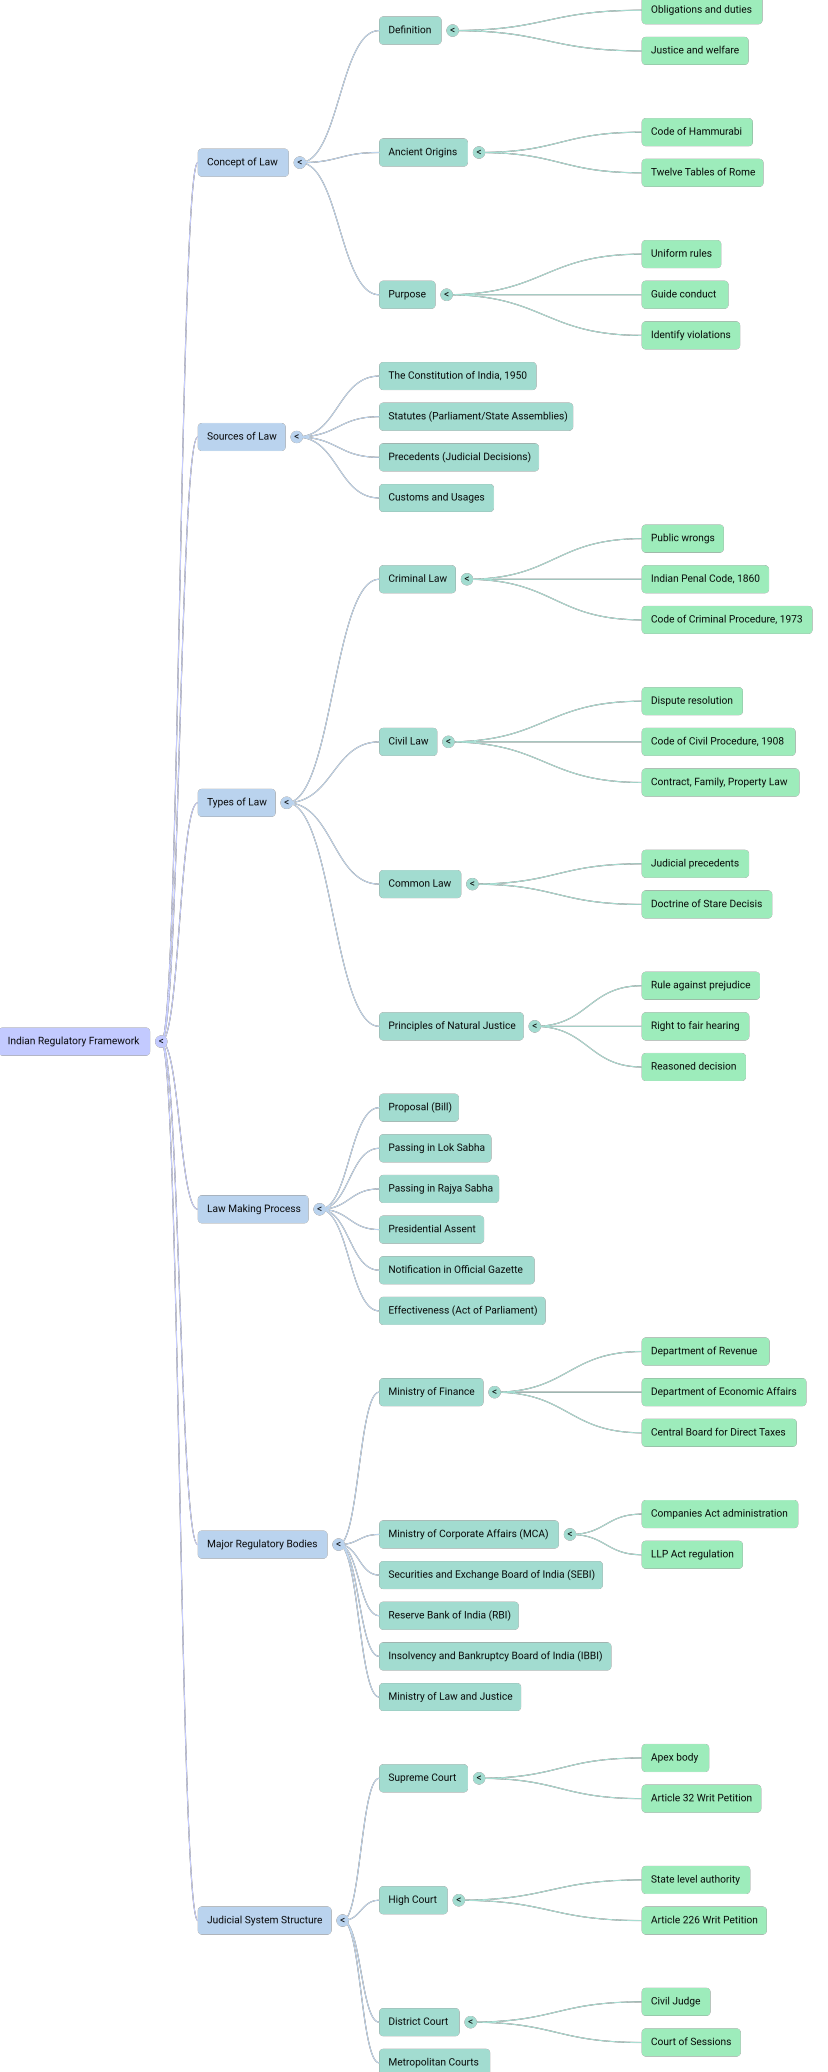 Indian Regulatory Framework
Concept of Law
Definition
Obligations and duties
Justice and welfare
Ancient Origins
Code of Hammurabi
Twelve Tables of Rome
Purpose
Uniform rules
Guide conduct
Identify violations
Sources of Law
The Constitution of India, 1950
Statutes (Parliament/State Assemblies)
Precedents (Judicial Decisions)
Customs and Usages
Types of Law
Criminal Law
Public wrongs
Indian Penal Code, 1860
Code of Criminal Procedure, 1973
Civil Law
Dispute resolution
Code of Civil Procedure, 1908
Contract, Family, Property Law
Common Law
Judicial precedents
Doctrine of Stare Decisis
Principles of Natural Justice
Rule against prejudice
Right to fair hearing
Reasoned decision
Law Making Process
Proposal (Bill)
Passing in Lok Sabha
Passing in Rajya Sabha
Presidential Assent
Notification in Official Gazette
Effectiveness (Act of Parliament)
Major Regulatory Bodies
Ministry of Finance
Department of Revenue
Department of Economic Affairs
Central Board for Direct Taxes
Ministry of Corporate Affairs (MCA)
Companies Act administration
LLP Act regulation
Securities and Exchange Board of India (SEBI)
Reserve Bank of India (RBI)
Insolvency and Bankruptcy Board of India (IBBI)
Ministry of Law and Justice
Judicial System Structure
Supreme Court
Apex body
Article 32 Writ Petition
High Court
State level authority
Article 226 Writ Petition
District Court
Civil Judge
Court of Sessions
Metropolitan Courts